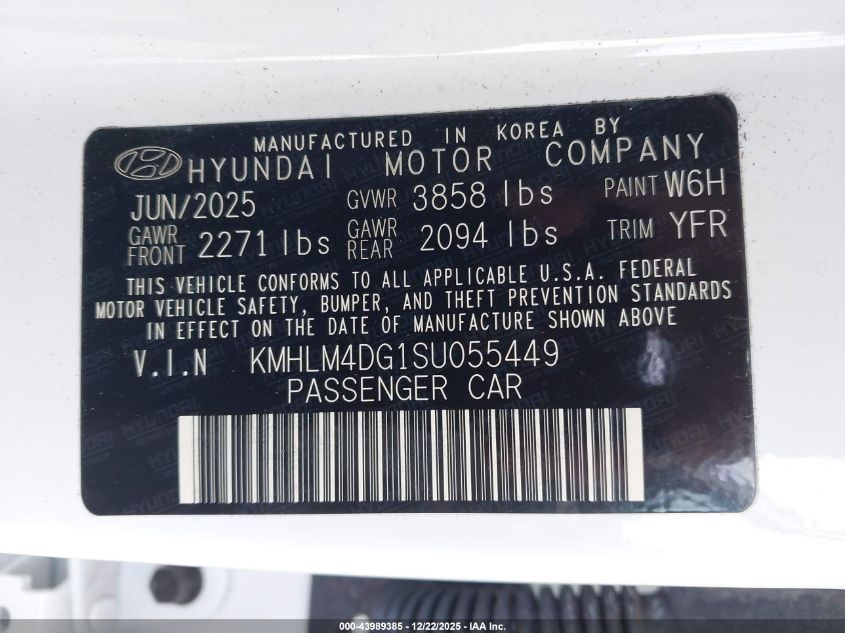 MANUFACTURED IN KOREA BY
HYUNDAI MOTOR COMPANY
JUN/2025 GVWR 3858 lbs PAINT W6H
GAWR FRONT 2271 lbs GAWR REAR 2094 lbs TRIM YFR
THIS VEHICLE CONFORMS TO ALL APPLICABLE U.S.A. FEDERAL
MOTOR VEHICLE SAFETY, BUMPER, AND THEFT PREVENTION STANDARDS
IN EFFECT ON THE DATE OF MANUFACTURE SHOWN ABOVE
V.I.N KMHLM4DG1SU055449
PASSENGER CAR
000-43989385 - 12/22/2025 - IAA Inc.